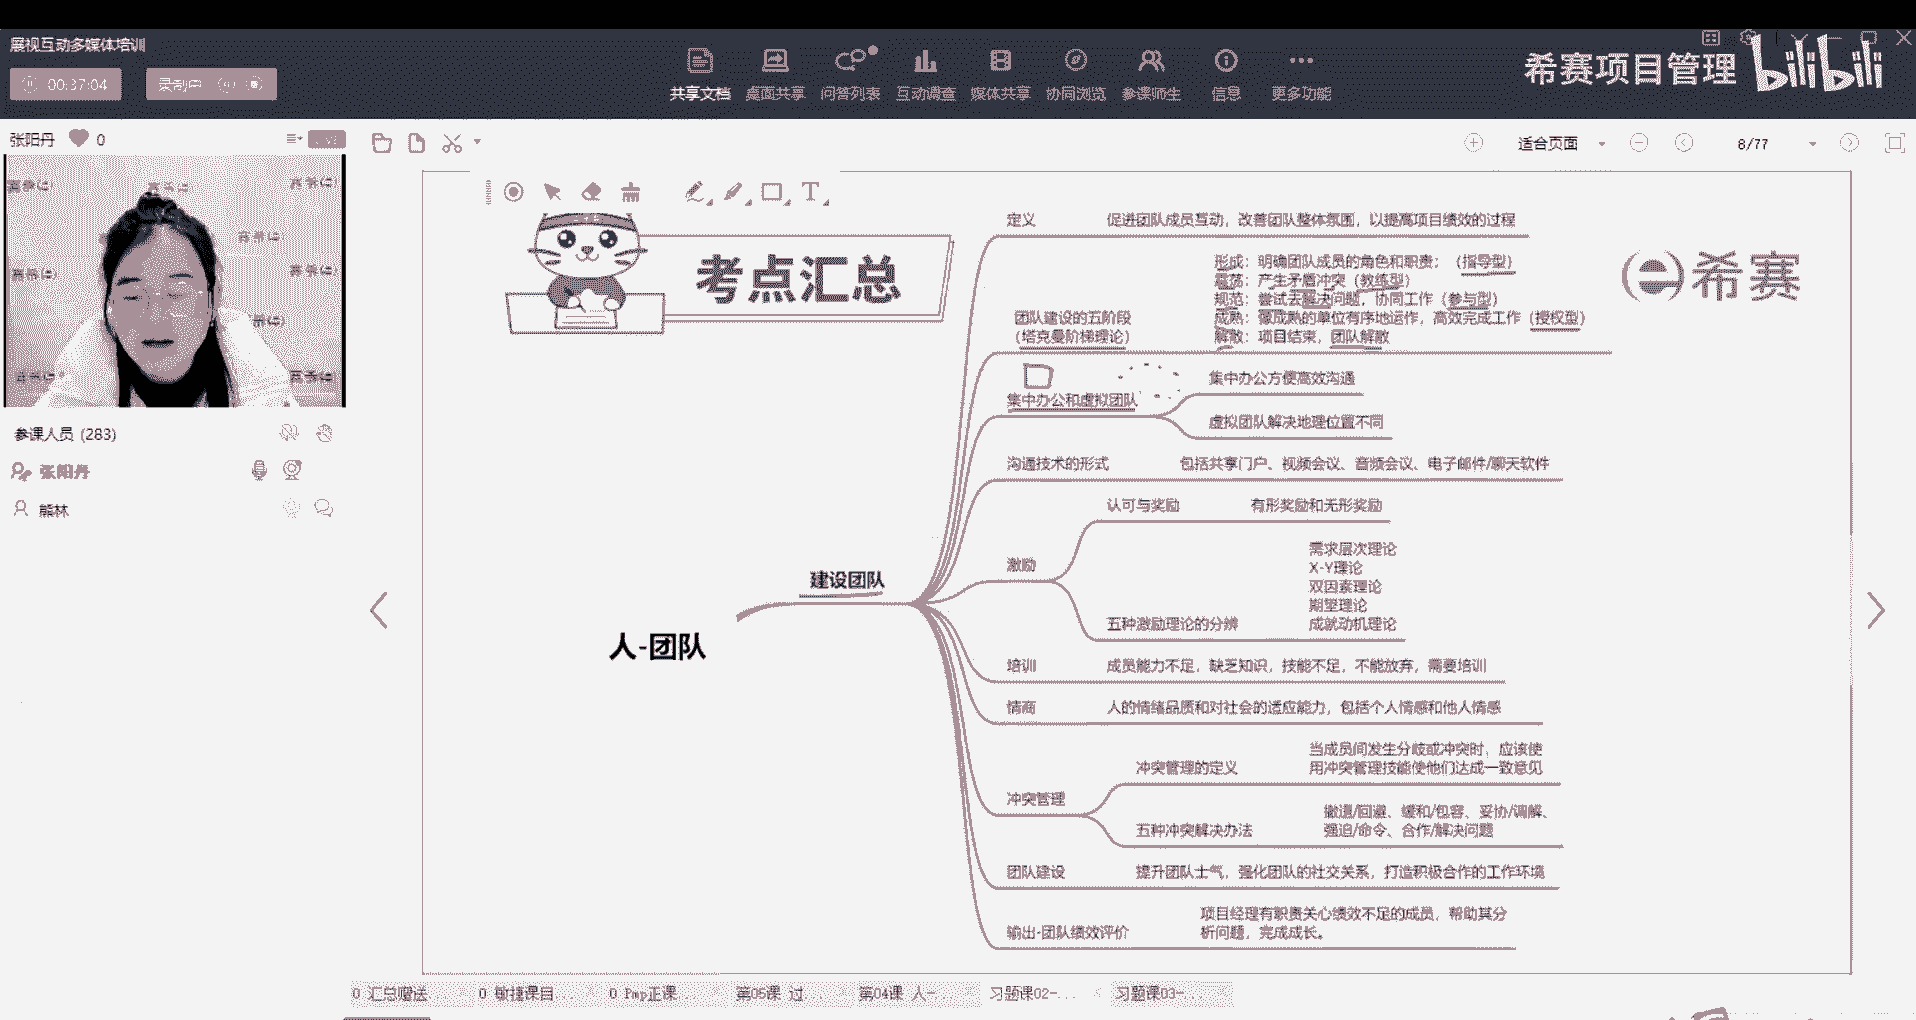 展视互动多媒体培训
00:37:04
录制中
共享文档
桌面共享
问答列表
互动调查
媒体共享
协同浏览
参课师生
信息
更多功能
希赛项目管理
bilibili
张阳丹
0
适合页面
8/77
参课人员 (283)
张阳丹
熊林
考点汇总
希赛
人-团队
建设团队
定义
促进团队成员互动，改善团队整体氛围，以提高项目绩效的过程
团队建设的五阶段
（塔克曼阶梯理论）
形成：明确团队成员的角色和职责；（指导型）
震荡：产生矛盾冲突（教练型）
规范：尝试去解决问题，协同工作（参与型）
成熟：像成熟的单位有序地运作，高效完成工作（授权型）
解散：项目结束，团队解散
集中办公和虚拟团队
集中办公方便高效沟通
虚拟团队解决地理位置不同
沟通技术的形式
包括共享门户、视频会议、音频会议、电子邮件/聊天软件
激励
认可与奖励
有形奖励和无形奖励
五种激励理论的分辨
需求层次理论
X-Y理论
双因素理论
期望理论
成就动机理论
培训
成员能力不足，缺乏知识，技能不足，不能放弃，需要培训
情商
人的情绪品质和对社会的适应能力，包括个人情感和他人情感
冲突管理
冲突管理的定义
当成员间发生分歧或冲突时，应该使
用冲突管理技能使他们达成一致意见
五种冲突解决办法
撤退/回避、缓和/包容、妥协/调解、
强迫/命令、合作/解决问题
团队建设
提升团队士气，强化团队的社交关系，打造积极合作的工作环境
输出-团队绩效评价
项目经理有职责关心绩效不足的成员，帮助其分
析问题，完成成长。
0 汇总赠送
0 敏捷课目...
0 Pmp正课
第05课 过...
第04课 人-...
习题课02-...
习题课03-...